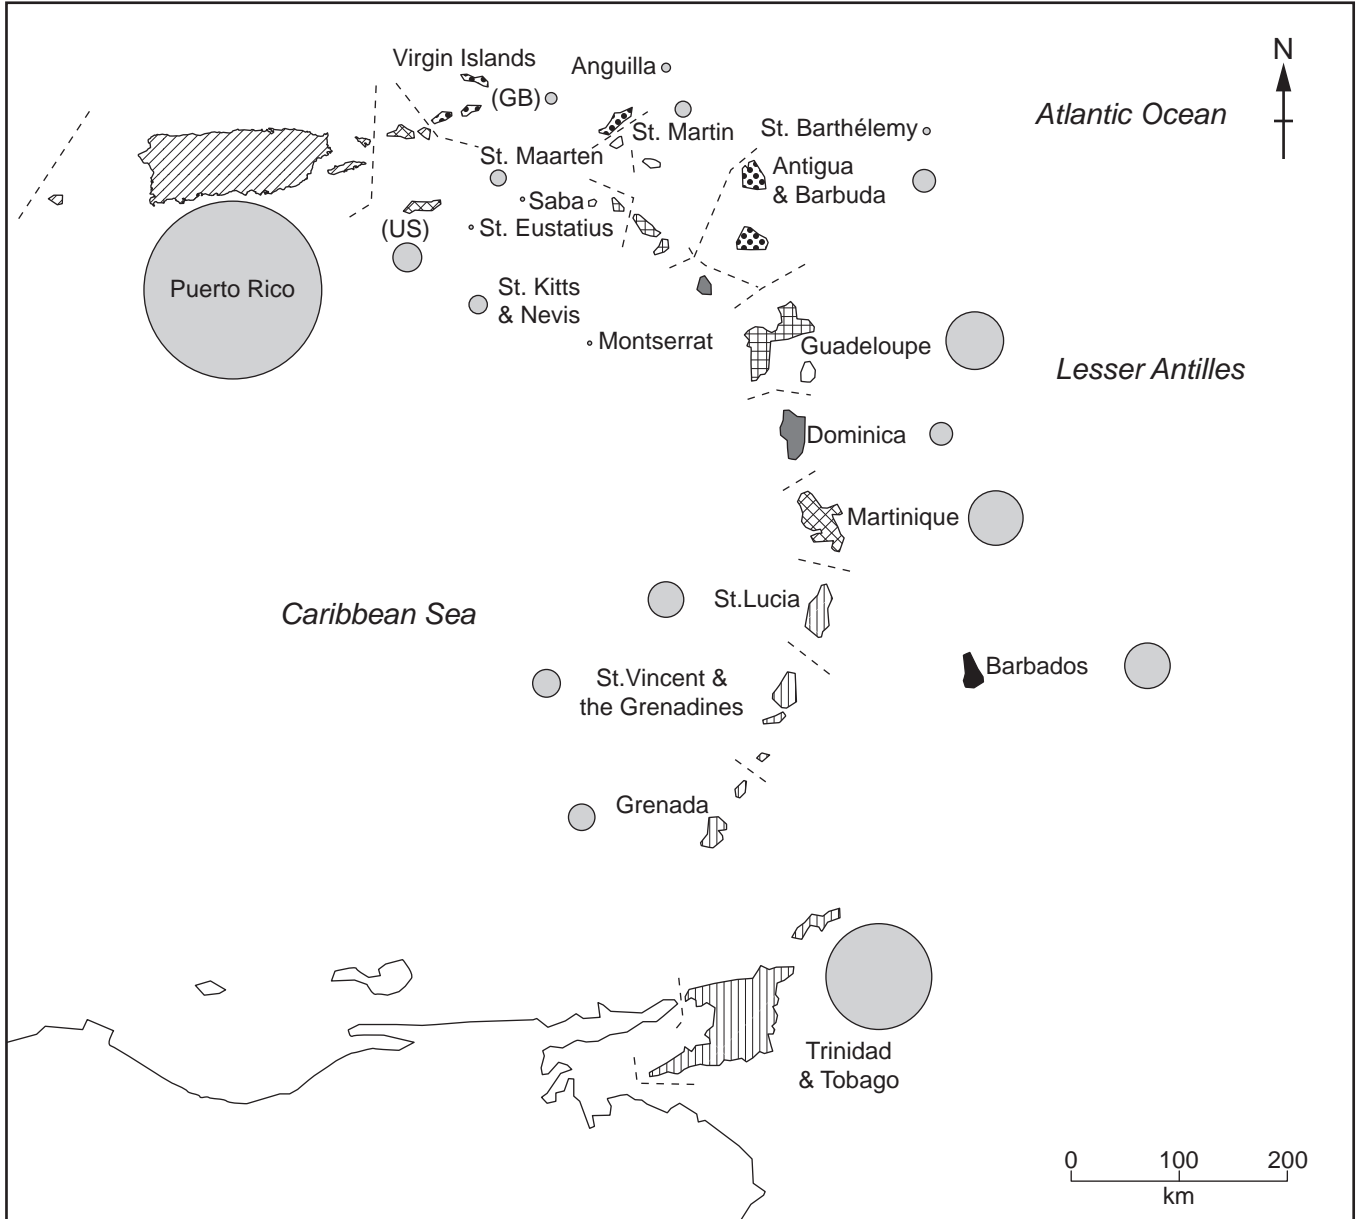 Virgin Islands
(GB)
Anguilla
N
Atlantic Ocean
St. Martin
St. Barthélemy
St. Maarten
Antigua
& Barbuda
Saba
(US)
St. Eustatius
Puerto Rico
St. Kitts
& Nevis
Montserrat
Guadeloupe
Lesser Antilles
Dominica
Martinique
Caribbean Sea
St.Lucia
Barbados
St.Vincent &
the Grenadines
Grenada
Trinidad
& Tobago
0 100 200
km